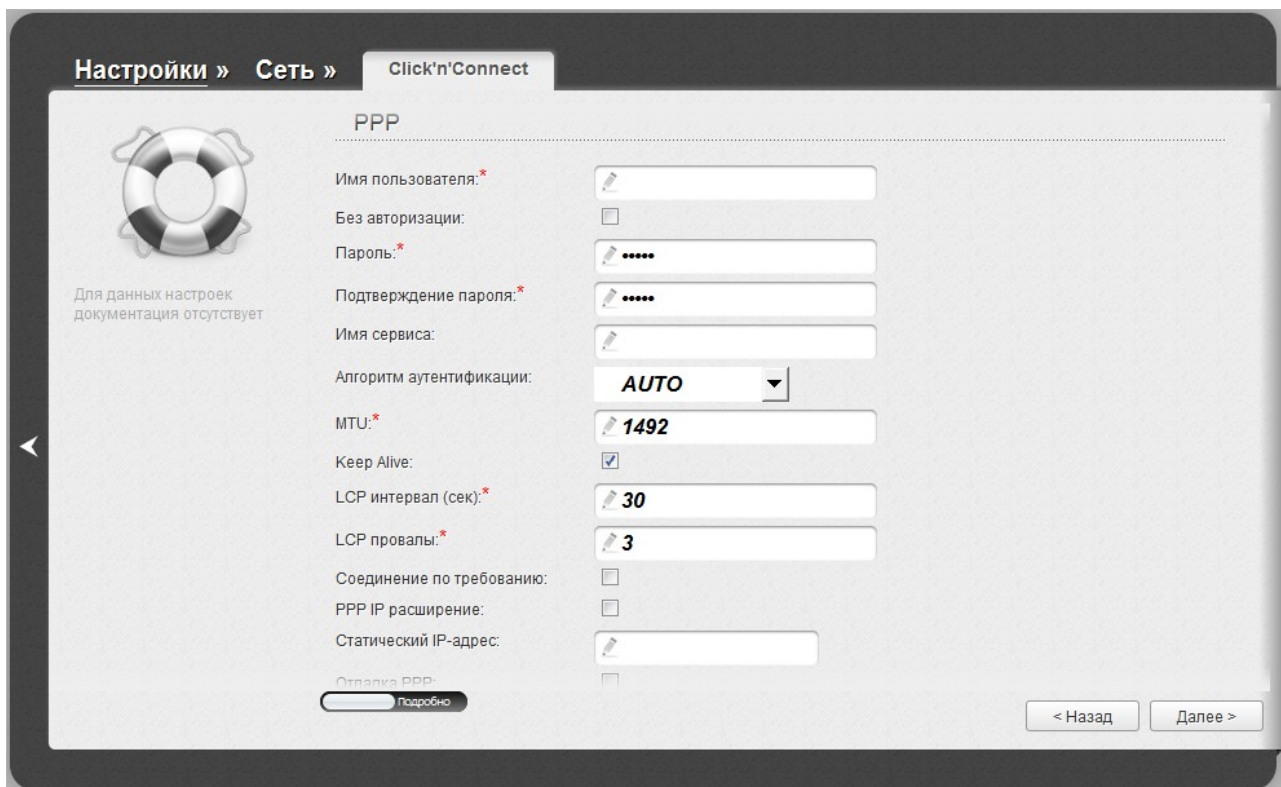 Настройки » Сеть » Click'n'Connect
PPP
Для данных настроек
документация отсутствует
Имя пользователя:*
Без авторизации:
Пароль:* •••••
Подтверждение пароля:* •••••
Имя сервиса:
Алгоритм аутентификации: AUTO
MTU:* 1492
Keep Alive:
LCP интервал (сек):* 30
LCP провалы:* 3
Соединение по требованию:
PPP IP расширение:
Статический IP-адрес:
Отладка PPP:
Подробно
< Назад Далее >